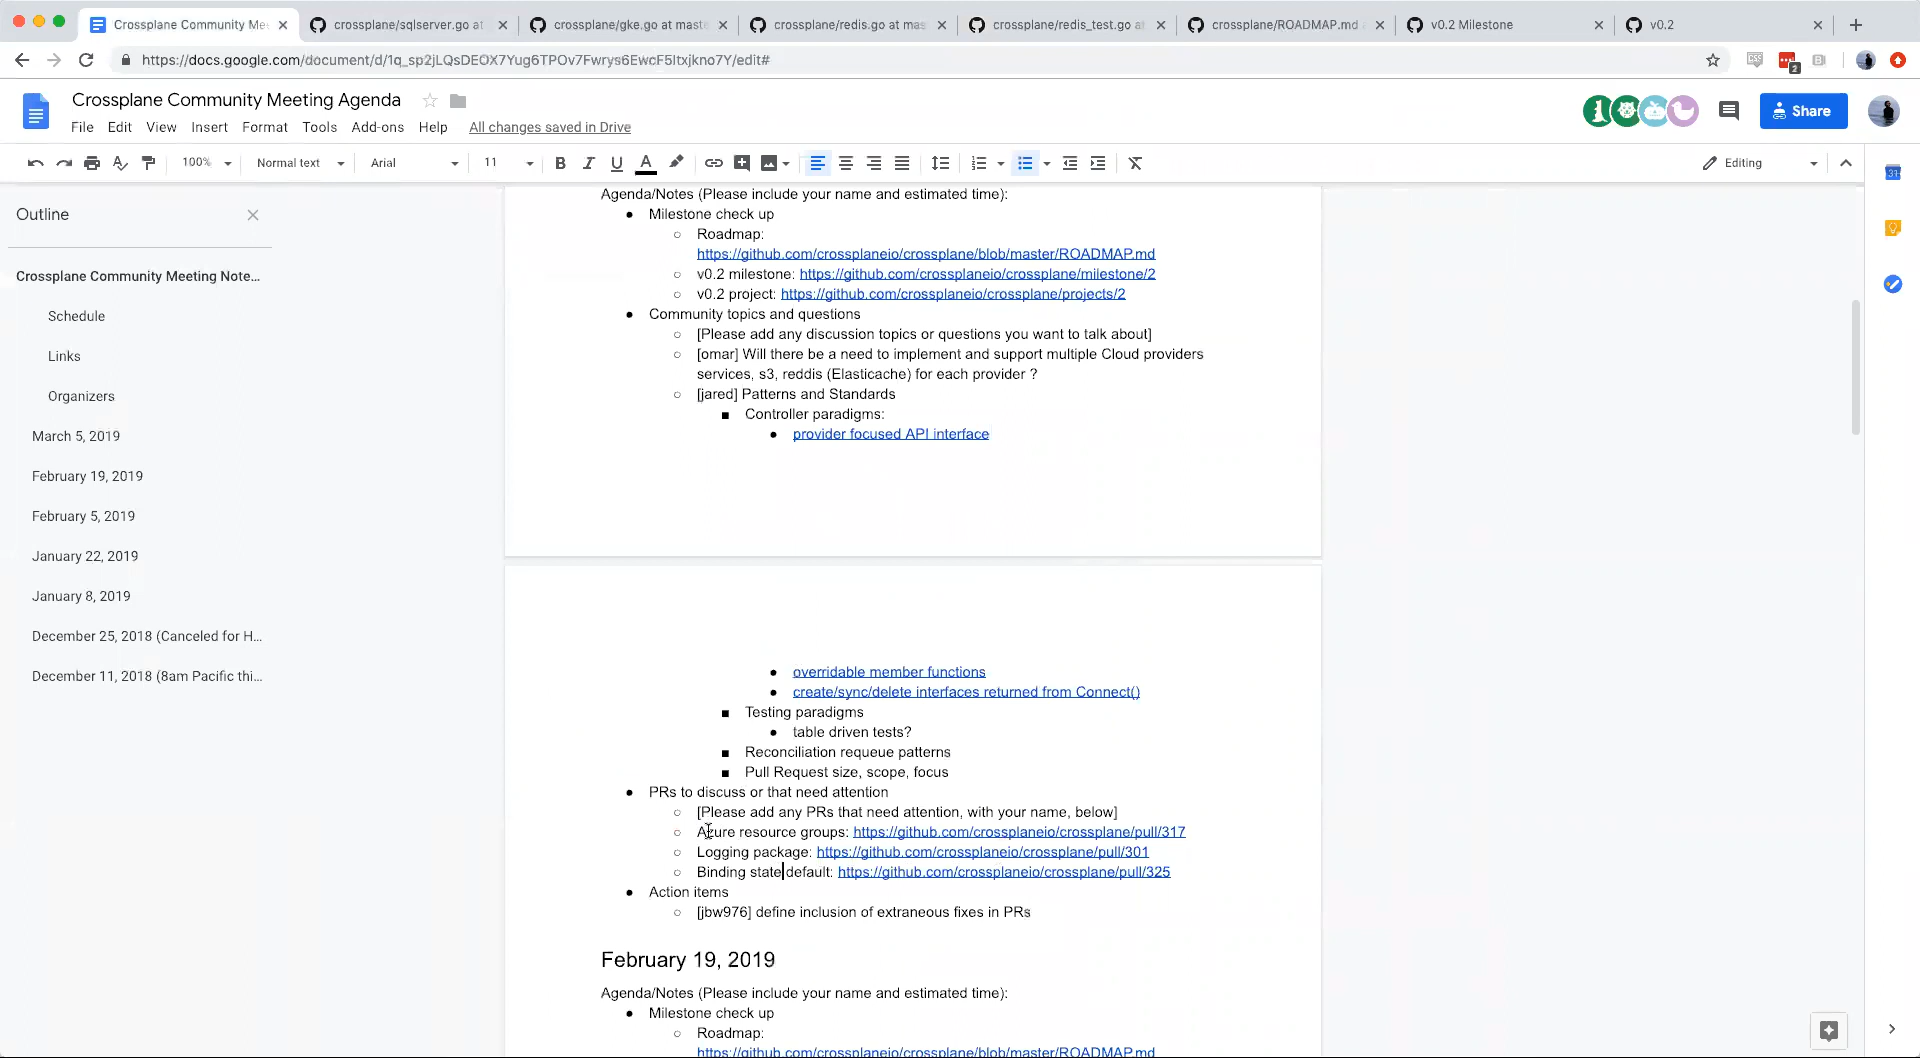 Crossplane Community Me
crossplane/sqlserver.go at
crossplane/gke.go at mast
crossplane/redis.go at mas
crossplane/redis_test.go a
crossplane/ROADMAP.md
v0.2 Milestone
v0.2
https://docs.google.com/document/d/1q_sp2jLQsDEOX7Yug6TPOv7Fwrys6EwcF5Itxjkno7Y/edit#
2
Crossplane Community Meeting Agenda
File Edit View Insert Format Tools Add-ons Help All changes saved in Drive
Share
100% Normal text Arial 11 B I U A Editing
31
Outline
Crossplane Community Meeting Note...
Schedule
Links
Organizers
March 5, 2019
February 19, 2019
February 5, 2019
January 22, 2019
January 8, 2019
December 25, 2018 (Canceled for H...
December 11, 2018 (8am Pacific thi...
Agenda/Notes (Please include your name and estimated time):
Milestone check up
Roadmap:
https://github.com/crossplaneio/crossplane/blob/master/ROADMAP.md
v0.2 milestone: https://github.com/crossplaneio/crossplane/milestone/2
v0.2 project: https://github.com/crossplaneio/crossplane/projects/2
Community topics and questions
[Please add any discussion topics or questions you want to talk about]
[omar] Will there be a need to implement and support multiple Cloud providers
services, s3, reddis (Elasticache) for each provider ?
[jared] Patterns and Standards
Controller paradigms:
provider focused API interface
overridable member functions
create/sync/delete interfaces returned from Connect()
Testing paradigms
table driven tests?
Reconciliation requeue patterns
Pull Request size, scope, focus
PRs to discuss or that need attention
[Please add any PRs that need attention, with your name, below]
Azure resource groups: https://github.com/crossplaneio/crossplane/pull/317
Logging package: https://github.com/crossplaneio/crossplane/pull/301
Binding state default: https://github.com/crossplaneio/crossplane/pull/325
Action items
[jbw976] define inclusion of extraneous fixes in PRs
February 19, 2019
Agenda/Notes (Please include your name and estimated time):
Milestone check up
Roadmap:
https://github.com/crossplaneio/crossplane/blob/master/ROADMAP.md